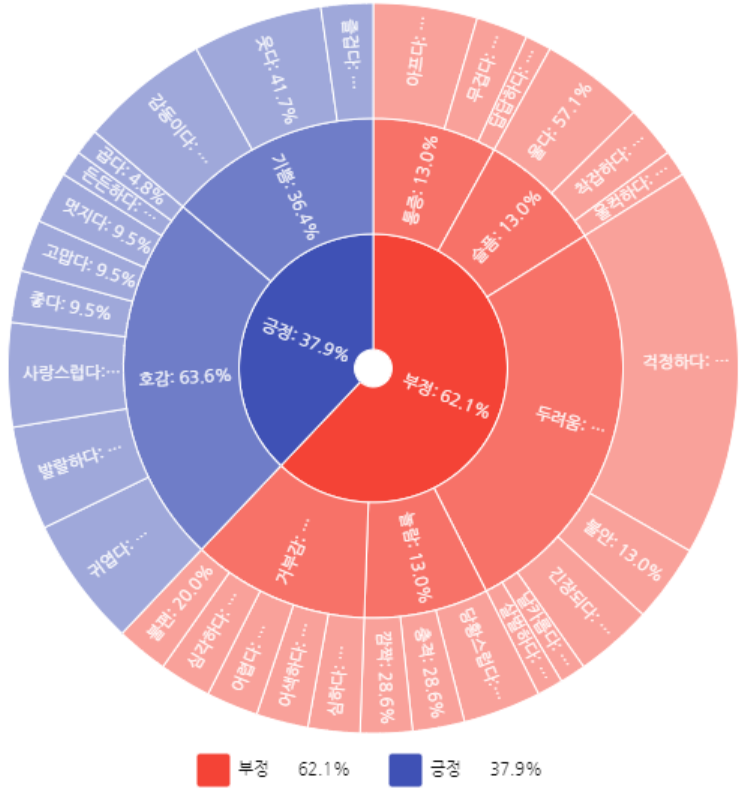 긍정: 37.9%
부정: 62.1%
기쁨: 36.4%
호감: 63.6%
통증: 13.0%
슬픔: 13.0%
두려움: ...
놀람: 13.0%
거부감: ...
아프다: ...
무겁다: ...
답답하다: ...
울다: 57.1%
착잡하다: ...
울컥하다: ...
걱정하다: ...
불안: 13.0%
긴장되다: ...
날카롭다: ...
살벌하다: ...
당황스럽다:...
충격: 28.6%
깜짝: 28.6%
심하다: ...
어색하다: ...
어렵다: ...
심각하다: ...
불편: 20.0%
귀엽다: ...
발랄하다: ...
사랑스럽다:...
좋다: 9.5%
고맙다: 9.5%
멋지다: 9.5%
든든하다: ...
곱다: 4.8%
감동이다: ...
웃다: 41.7%
즐겁다: ...
부정 62.1% 긍정 37.9%